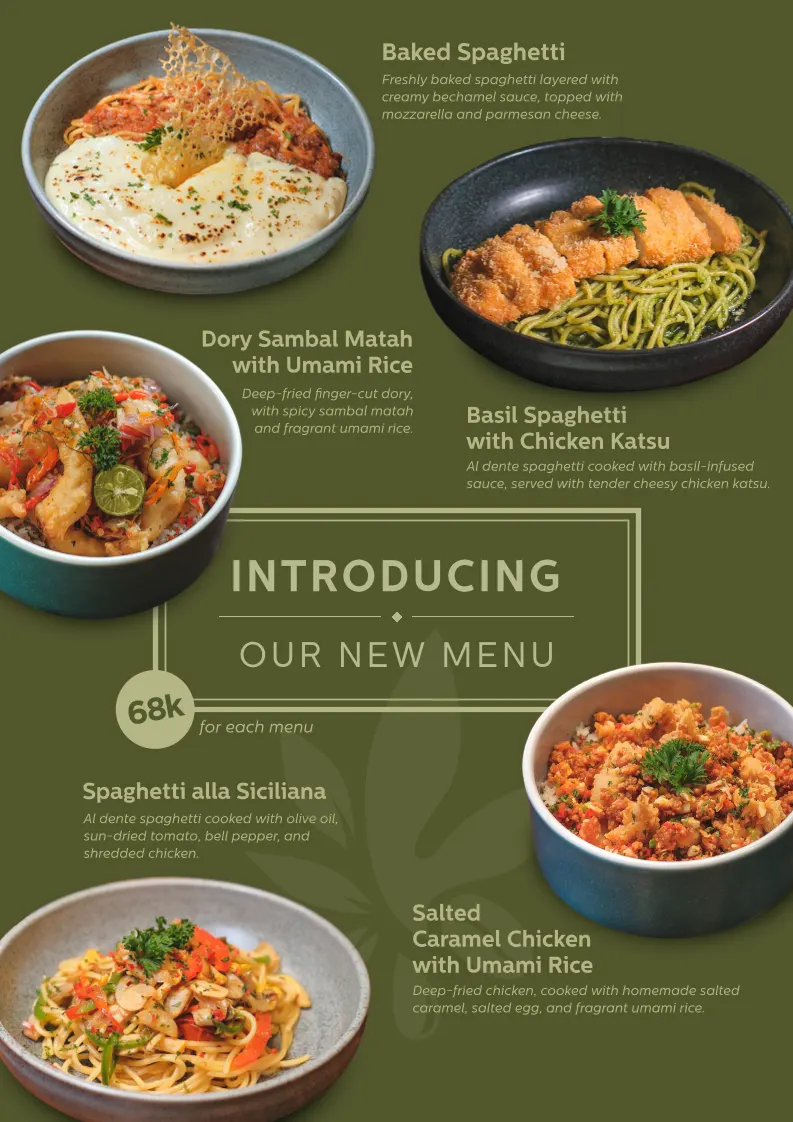 Baked Spaghetti
Freshly baked spaghetti layered with
creamy bechamel sauce, topped with
mozzarella and parmesan cheese.
Dory Sambal Matah
with Umami Rice
Deep-fried finger-cut dory,
with spicy sambal matah
and fragrant umami rice.
Basil Spaghetti
with Chicken Katsu
Al dente spaghetti cooked with basil-infused
sauce, served with tender cheesy chicken katsu.
INTRODUCING
OUR NEW MENU
68k
for each menu
Spaghetti alla Siciliana
Al dente spaghetti cooked with olive oil,
sun-dried tomato, bell pepper, and
shredded chicken.
Salted
Caramel Chicken
with Umami Rice
Deep-fried chicken, cooked with homemade salted
caramel, salted egg, and fragrant umami rice.